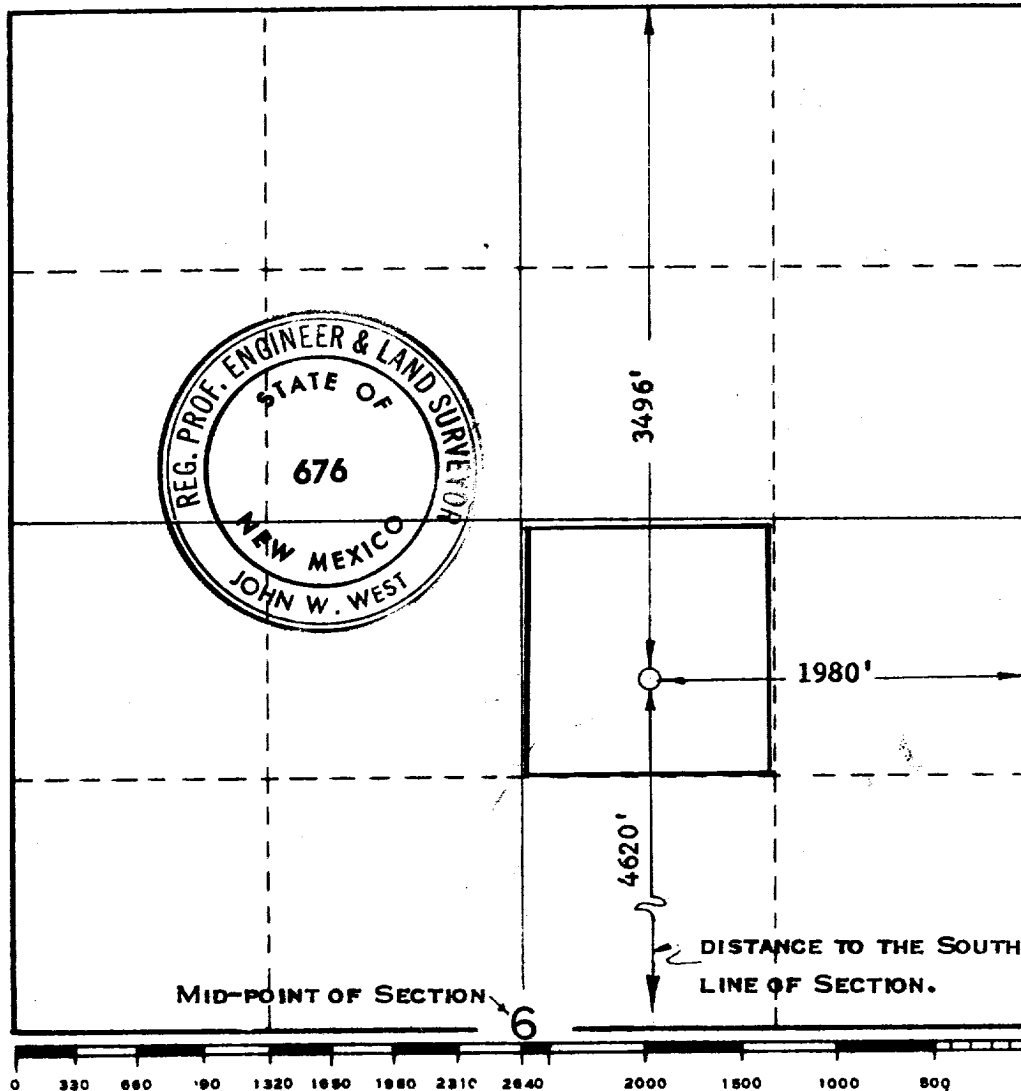 3496'
REG. PROF. ENGINEER & LAND SURVEYOR
STATE OF
676
NEW MEXICO
JOHN W. WEST
1980'
4620'
DISTANCE TO THE SOUTH
LINE OF SECTION.
MID-POINT OF SECTION
6
0 330 660 '90 1320 1650 1980 2310 2640 2000 1500 1000 500